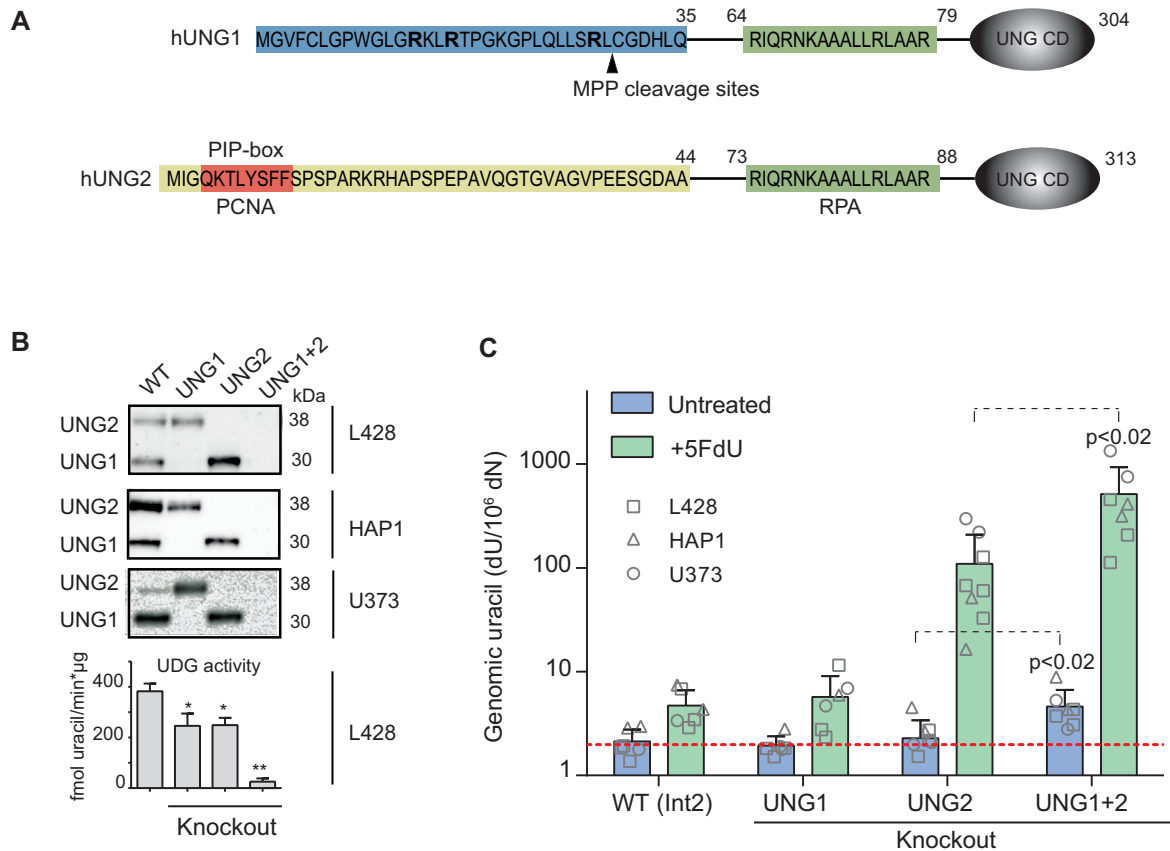 A
35 64 79 304
hUNG1 MGVFCLGPWGLGRKLRTPGKGPLQLLSRLCGDHLQ RIQRNKAAALLRLAAR UNG CD
MPP cleavage sites
PIP-box
44 73 88 313
hUNG2 MIGQKTLYSFFSPSPARKRHAPSPEPAVQGTGVAGVPEESGDAA RIQRNKAAALLRLAAR UNG CD
PCNA RPA
B
WT UNG1 UNG2 UNG1+2
kDa
UNG2 38
L428
UNG1 30
UNG2 38
HAP1
UNG1 30
UNG2 38
U373
UNG1 30
UDG activity
fmol uracil/min*µg
400
200
0
* * **
L428
Knockout
C
Genomic uracil (dU/10⁶ dN)
1000
100
10
1
Untreated
+5FdU
L428
HAP1
U373
p<0.02
p<0.02
WT (Int2) UNG1 UNG2 UNG1+2
Knockout